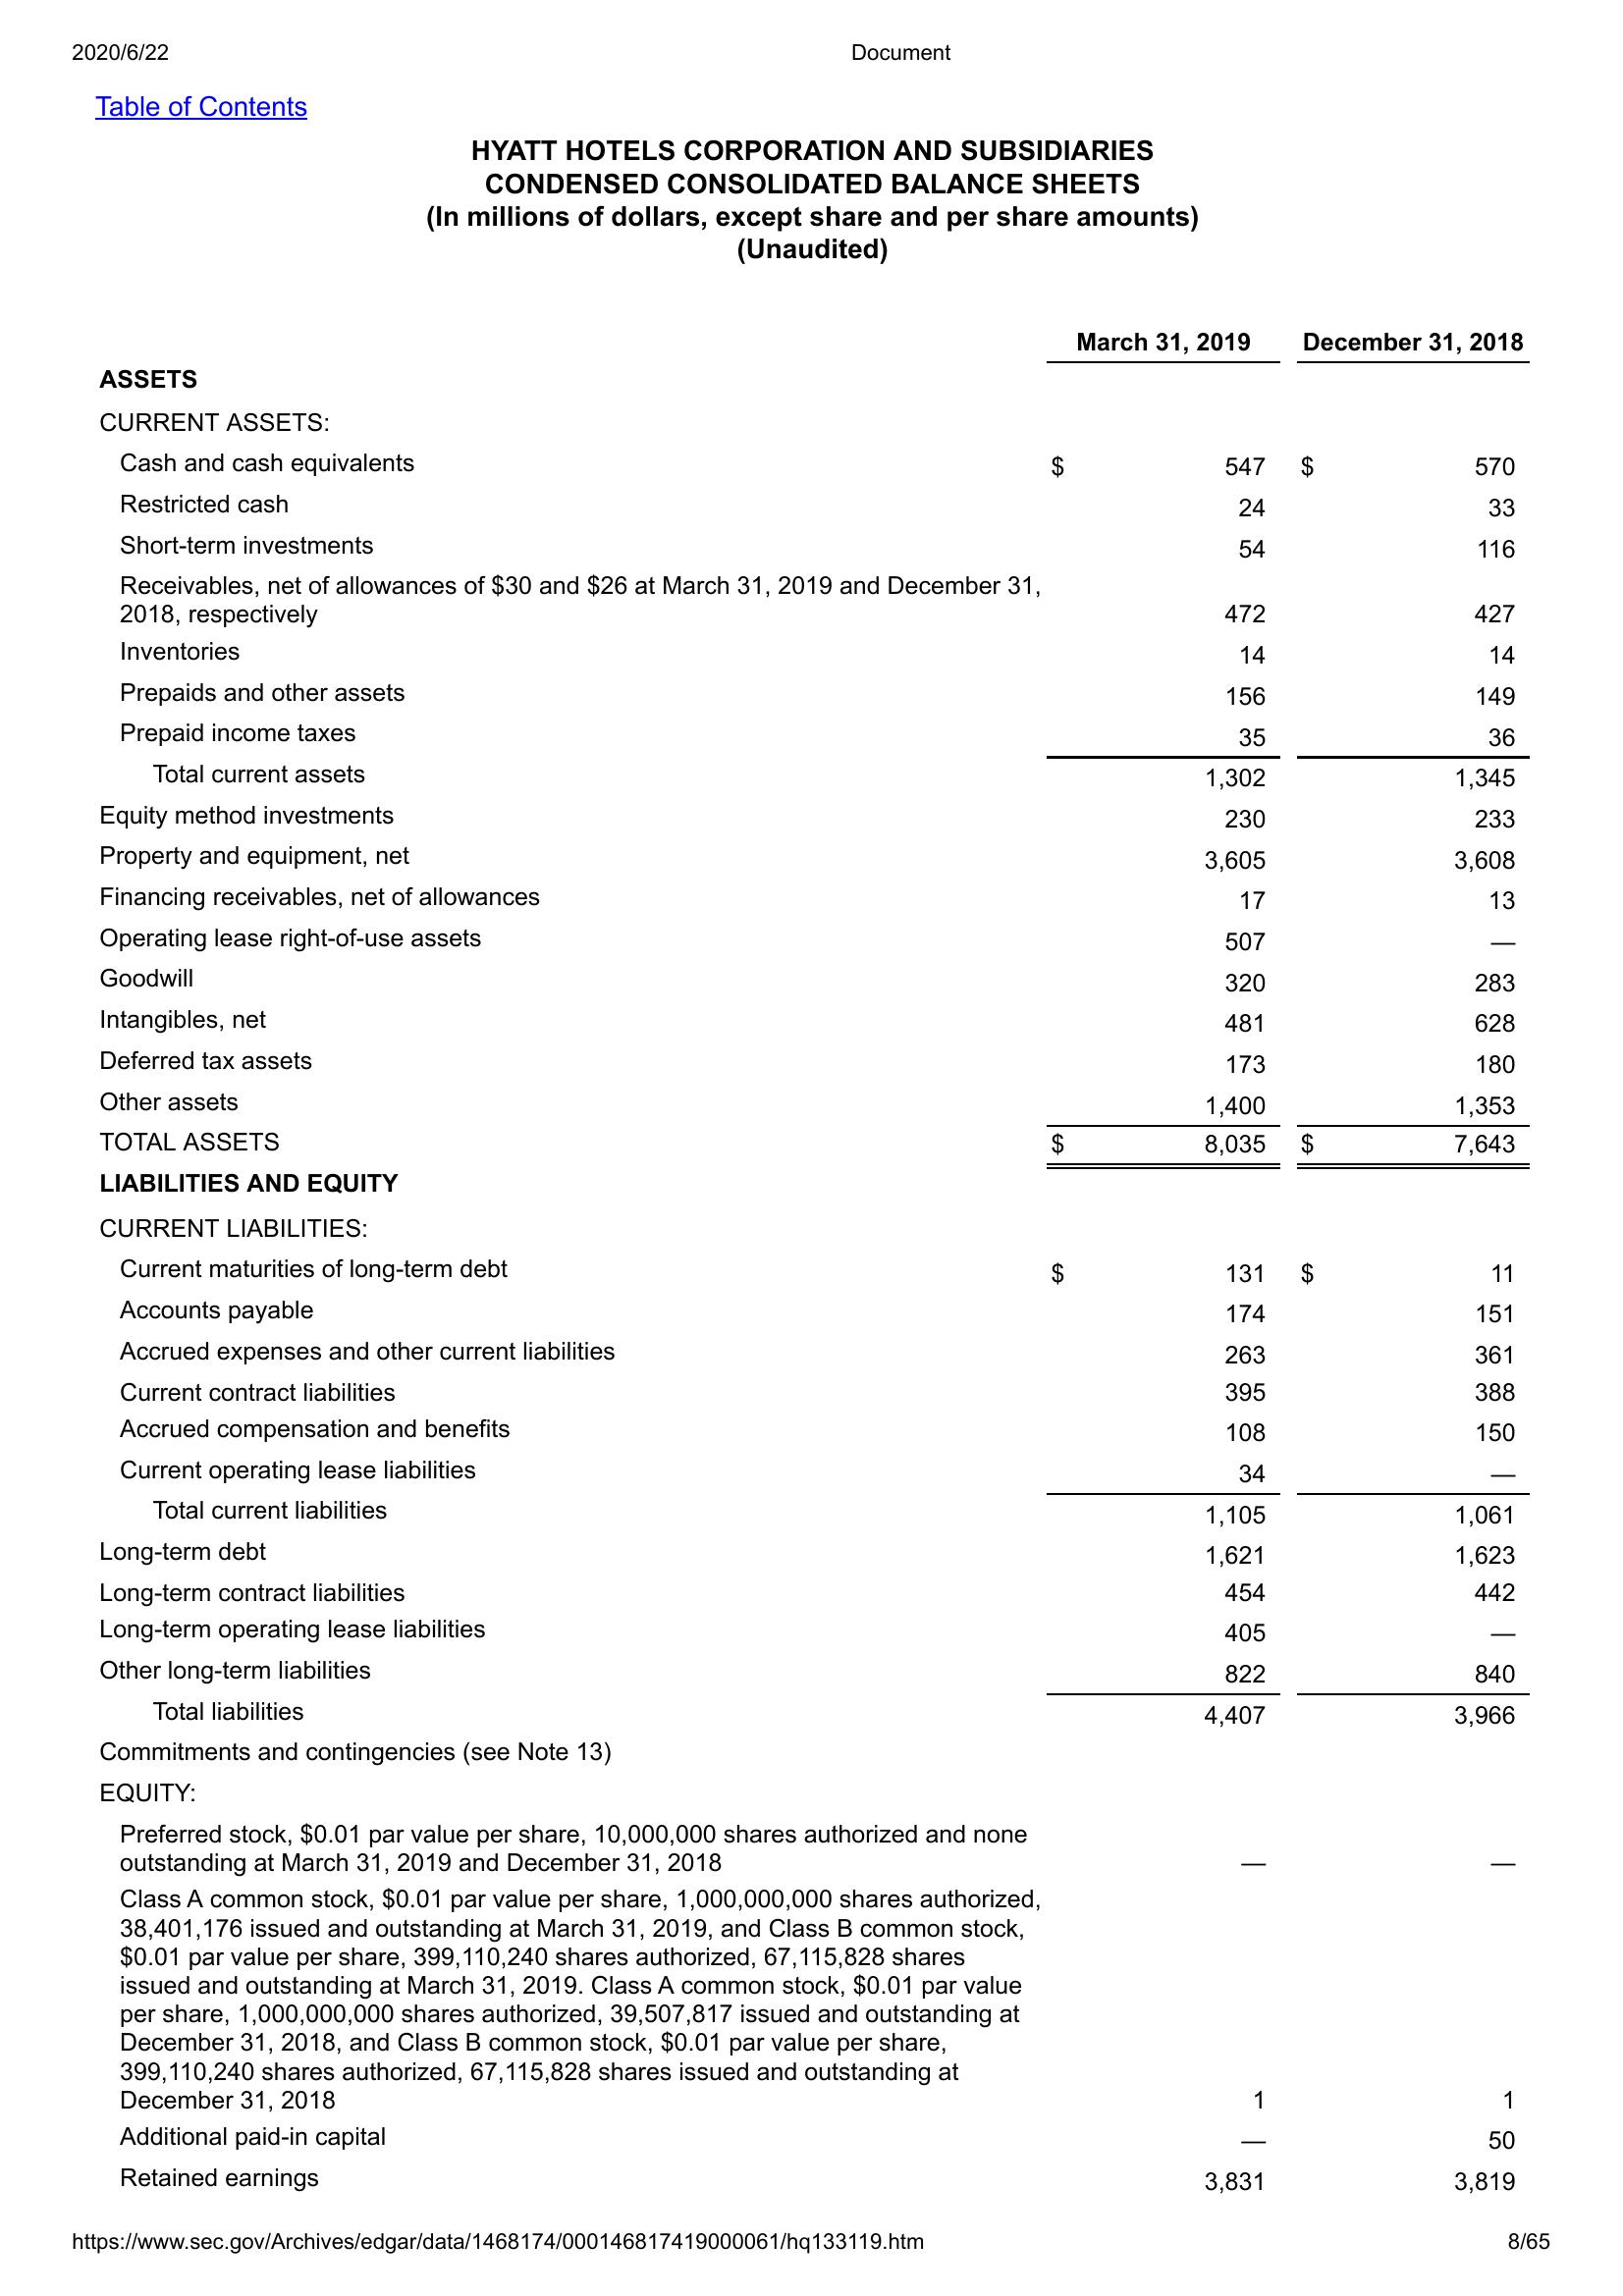 2020/6/22 Document
Table of Contents
HYATT HOTELS CORPORATION AND SUBSIDIARIES
CONDENSED CONSOLIDATED BALANCE SHEETS
(In millions of dollars, except share and per share amounts)
(Unaudited)
March 31, 2019 December 31, 2018
ASSETS
CURRENT ASSETS:
Cash and cash equivalents $ 547 $ 570
Restricted cash 24 33
Short-term investments 54 116
Receivables, net of allowances of $30 and $26 at March 31, 2019 and December 31,
2018, respectively 472 427
Inventories 14 14
Prepaids and other assets 156 149
Prepaid income taxes 35 36
Total current assets 1,302 1,345
Equity method investments 230 233
Property and equipment, net 3,605 3,608
Financing receivables, net of allowances 17 13
Operating lease right-of-use assets 507 —
Goodwill 320 283
Intangibles, net 481 628
Deferred tax assets 173 180
Other assets 1,400 1,353
TOTAL ASSETS $ 8,035 $ 7,643
LIABILITIES AND EQUITY
CURRENT LIABILITIES:
Current maturities of long-term debt $ 131 $ 11
Accounts payable 174 151
Accrued expenses and other current liabilities 263 361
Current contract liabilities 395 388
Accrued compensation and benefits 108 150
Current operating lease liabilities 34 —
Total current liabilities 1,105 1,061
Long-term debt 1,621 1,623
Long-term contract liabilities 454 442
Long-term operating lease liabilities 405 —
Other long-term liabilities 822 840
Total liabilities 4,407 3,966
Commitments and contingencies (see Note 13)
EQUITY:
Preferred stock, $0.01 par value per share, 10,000,000 shares authorized and none
outstanding at March 31, 2019 and December 31, 2018 — —
Class A common stock, $0.01 par value per share, 1,000,000,000 shares authorized,
38,401,176 issued and outstanding at March 31, 2019, and Class B common stock,
$0.01 par value per share, 399,110,240 shares authorized, 67,115,828 shares
issued and outstanding at March 31, 2019. Class A common stock, $0.01 par value
per share, 1,000,000,000 shares authorized, 39,507,817 issued and outstanding at
December 31, 2018, and Class B common stock, $0.01 par value per share,
399,110,240 shares authorized, 67,115,828 shares issued and outstanding at
December 31, 2018 1 1
Additional paid-in capital — 50
Retained earnings 3,831 3,819
https://www.sec.gov/Archives/edgar/data/1468174/000146817419000061/hq133119.htm 8/65